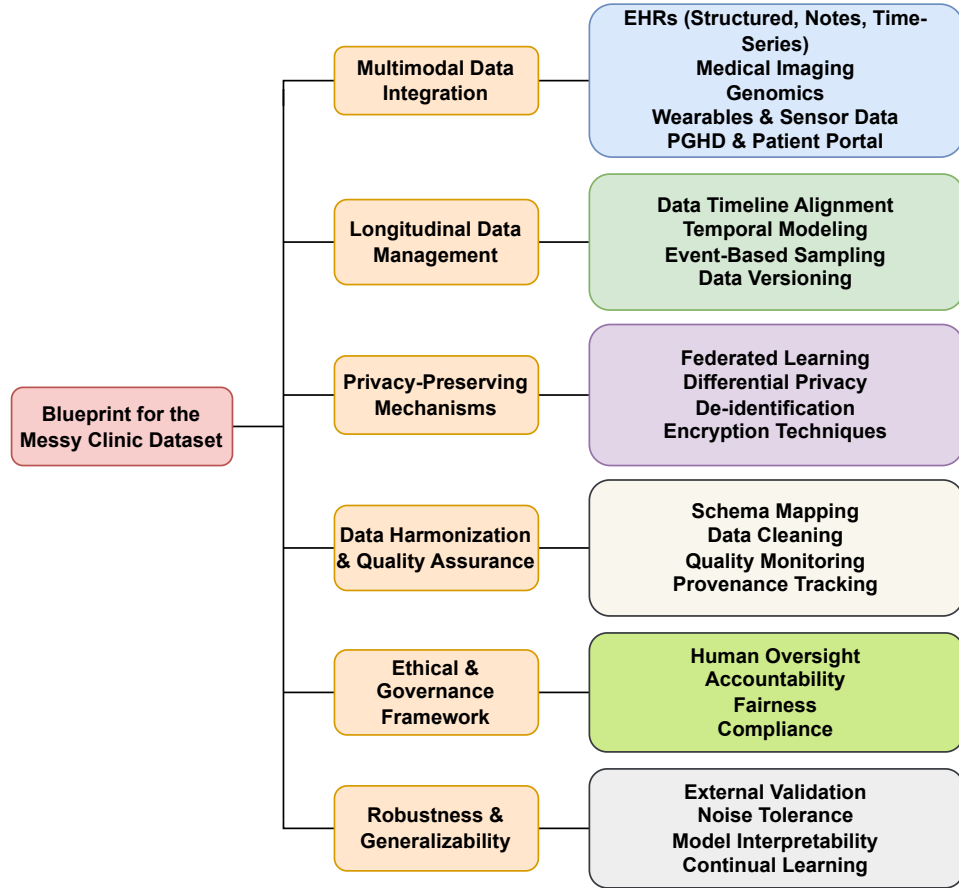 EHRs (Structured, Notes, Time-
Series)
Medical Imaging
Genomics
Wearables & Sensor Data
PGHD & Patient Portal
Multimodal Data
Integration
Data Timeline Alignment
Temporal Modeling
Event-Based Sampling
Data Versioning
Longitudinal Data
Management
Federated Learning
Differential Privacy
De-identification
Encryption Techniques
Privacy-Preserving
Mechanisms
Blueprint for the
Messy Clinic Dataset
Schema Mapping
Data Cleaning
Quality Monitoring
Provenance Tracking
Data Harmonization
& Quality Assurance
Human Oversight
Accountability
Fairness
Compliance
Ethical &
Governance
Framework
External Validation
Noise Tolerance
Model Interpretability
Continual Learning
Robustness &
Generalizability